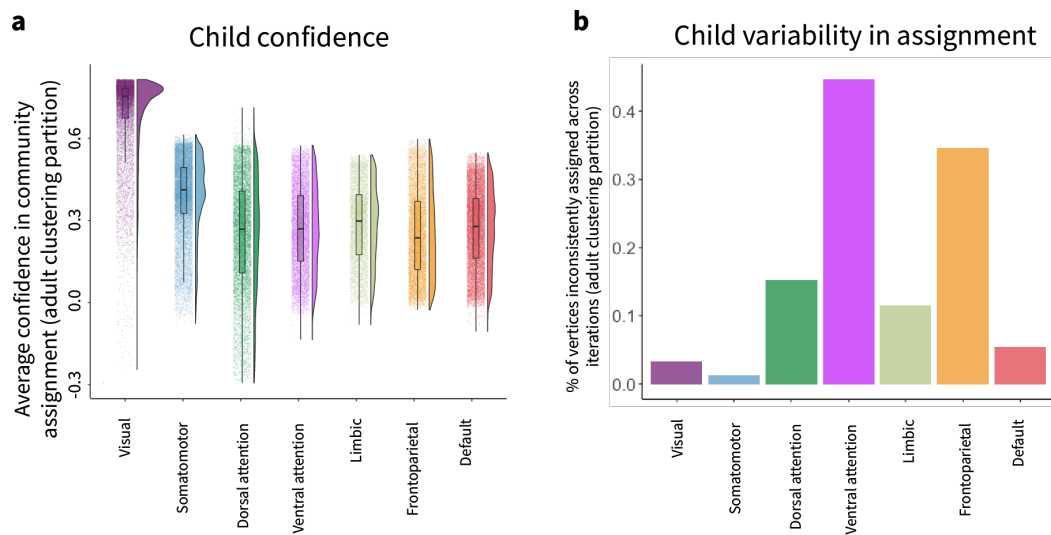 a
Child confidence
Average confidence in community
assignment (adult clustering partition)
0.6
0.3
0.0
-0.3
Visual
Somatomotor
Dorsal attention
Ventral attention
Limbic
Frontoparietal
Default
b
Child variability in assignment
% of vertices inconsistently assigned across
iterations (adult clustering partition)
0.4
0.3
0.2
0.1
0.0
Visual
Somatomotor
Dorsal attention
Ventral attention
Limbic
Frontoparietal
Default